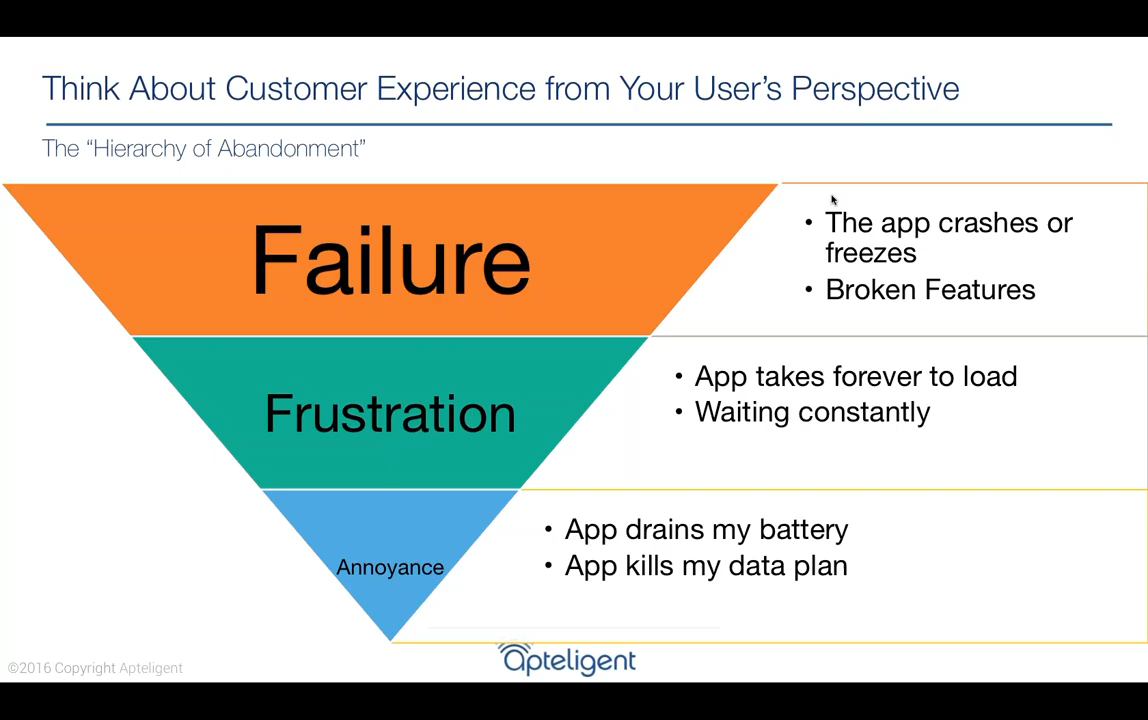 Think About Customer Experience from Your User's Perspective
The “Hierarchy of Abandonment”
Failure
• The app crashes or
freezes
• Broken Features
Frustration
• App takes forever to load
• Waiting constantly
Annoyance
• App drains my battery
• App kills my data plan
©2016 Copyright Apteligent
apteligent